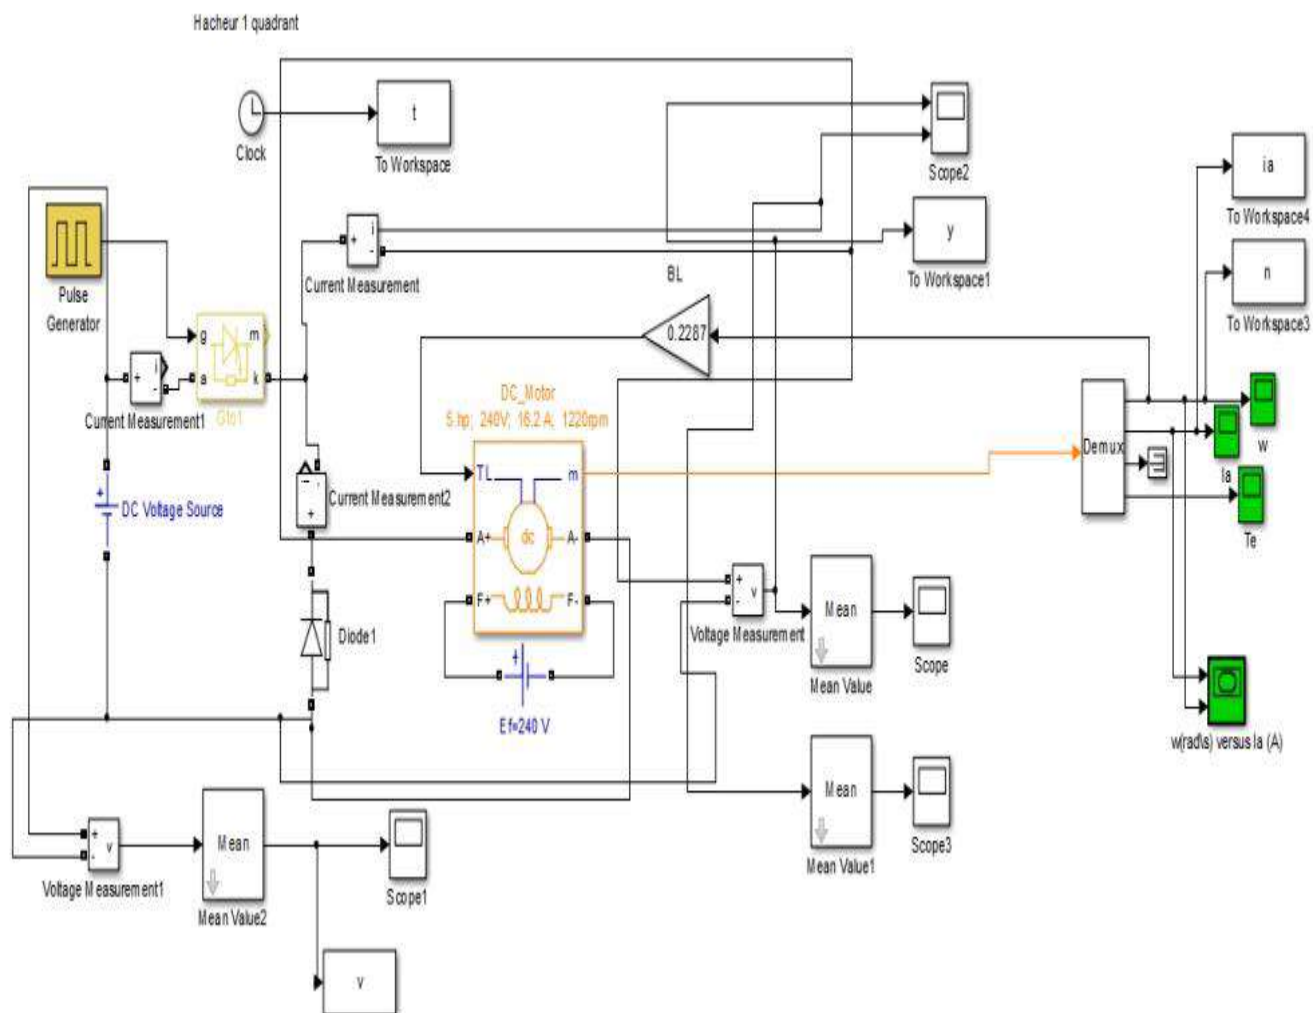 Hacheur 1 quadrant
Clock
t
To Workspace
Scope2
ia
To Workspace4
Pulse
Generator
+
i
-
Current Measurement
y
To Workspace1
BL
0.2287
n
To Workspace3
g
m
a
k
Gto1
+
i
-
Current Measurement1
DC_Motor
5 hp; 240V; 16.2 A; 1220rpm
TL
m
A+
dc
A-
F+
F-
+
Ef=240 V
Demux
w
Ia
Te
-
+
Current Measurement2
+
DC Voltage Source
Diode1
+
v
-
Voltage Measurement
Mean
Mean Value
Scope
w(rad\s) versus Ia (A)
Mean
Mean Value1
Scope3
+
v
-
Voltage Measurement1
Mean
Mean Value2
Scope1
v